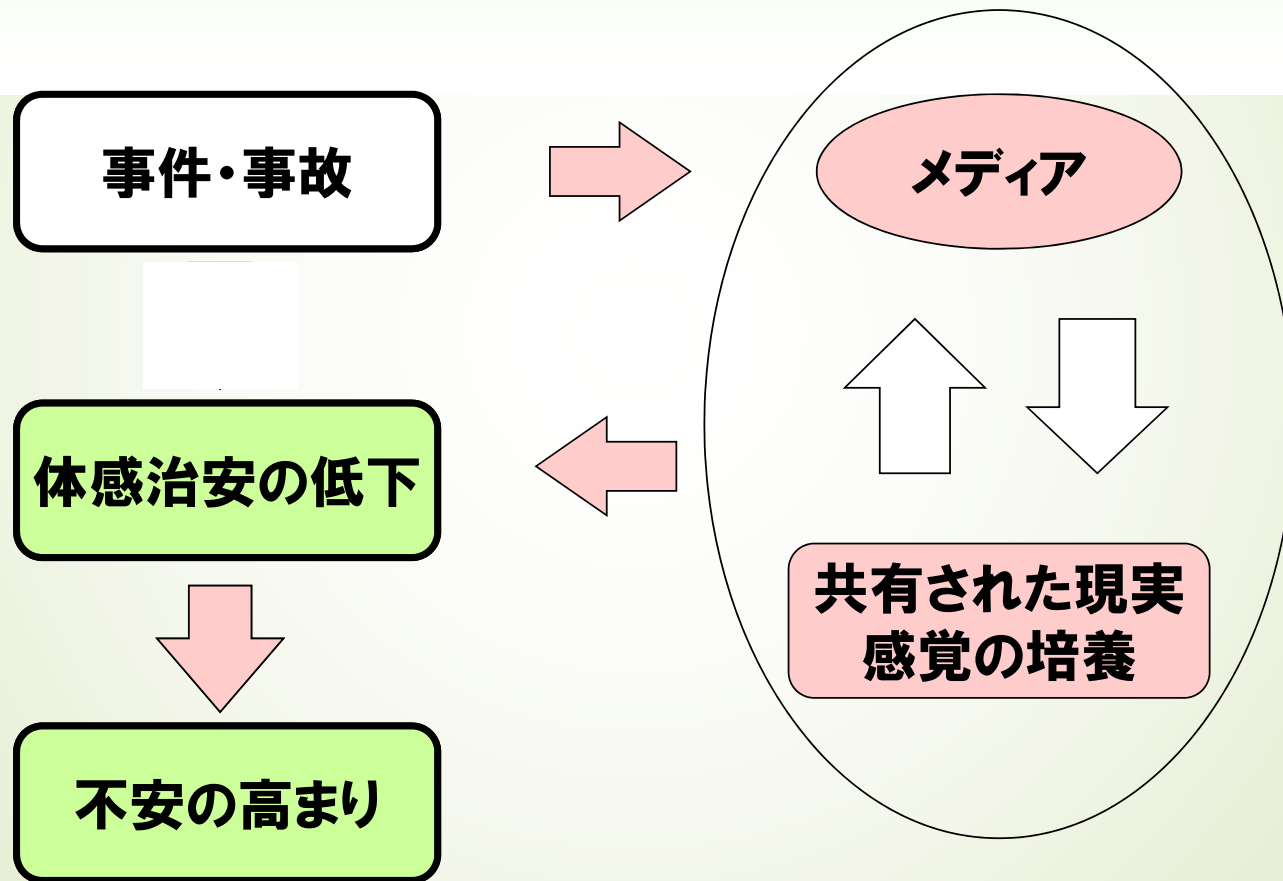 事件・事故
メディア
体感治安の低下
共有された現実
感覚の培養
不安の高まり